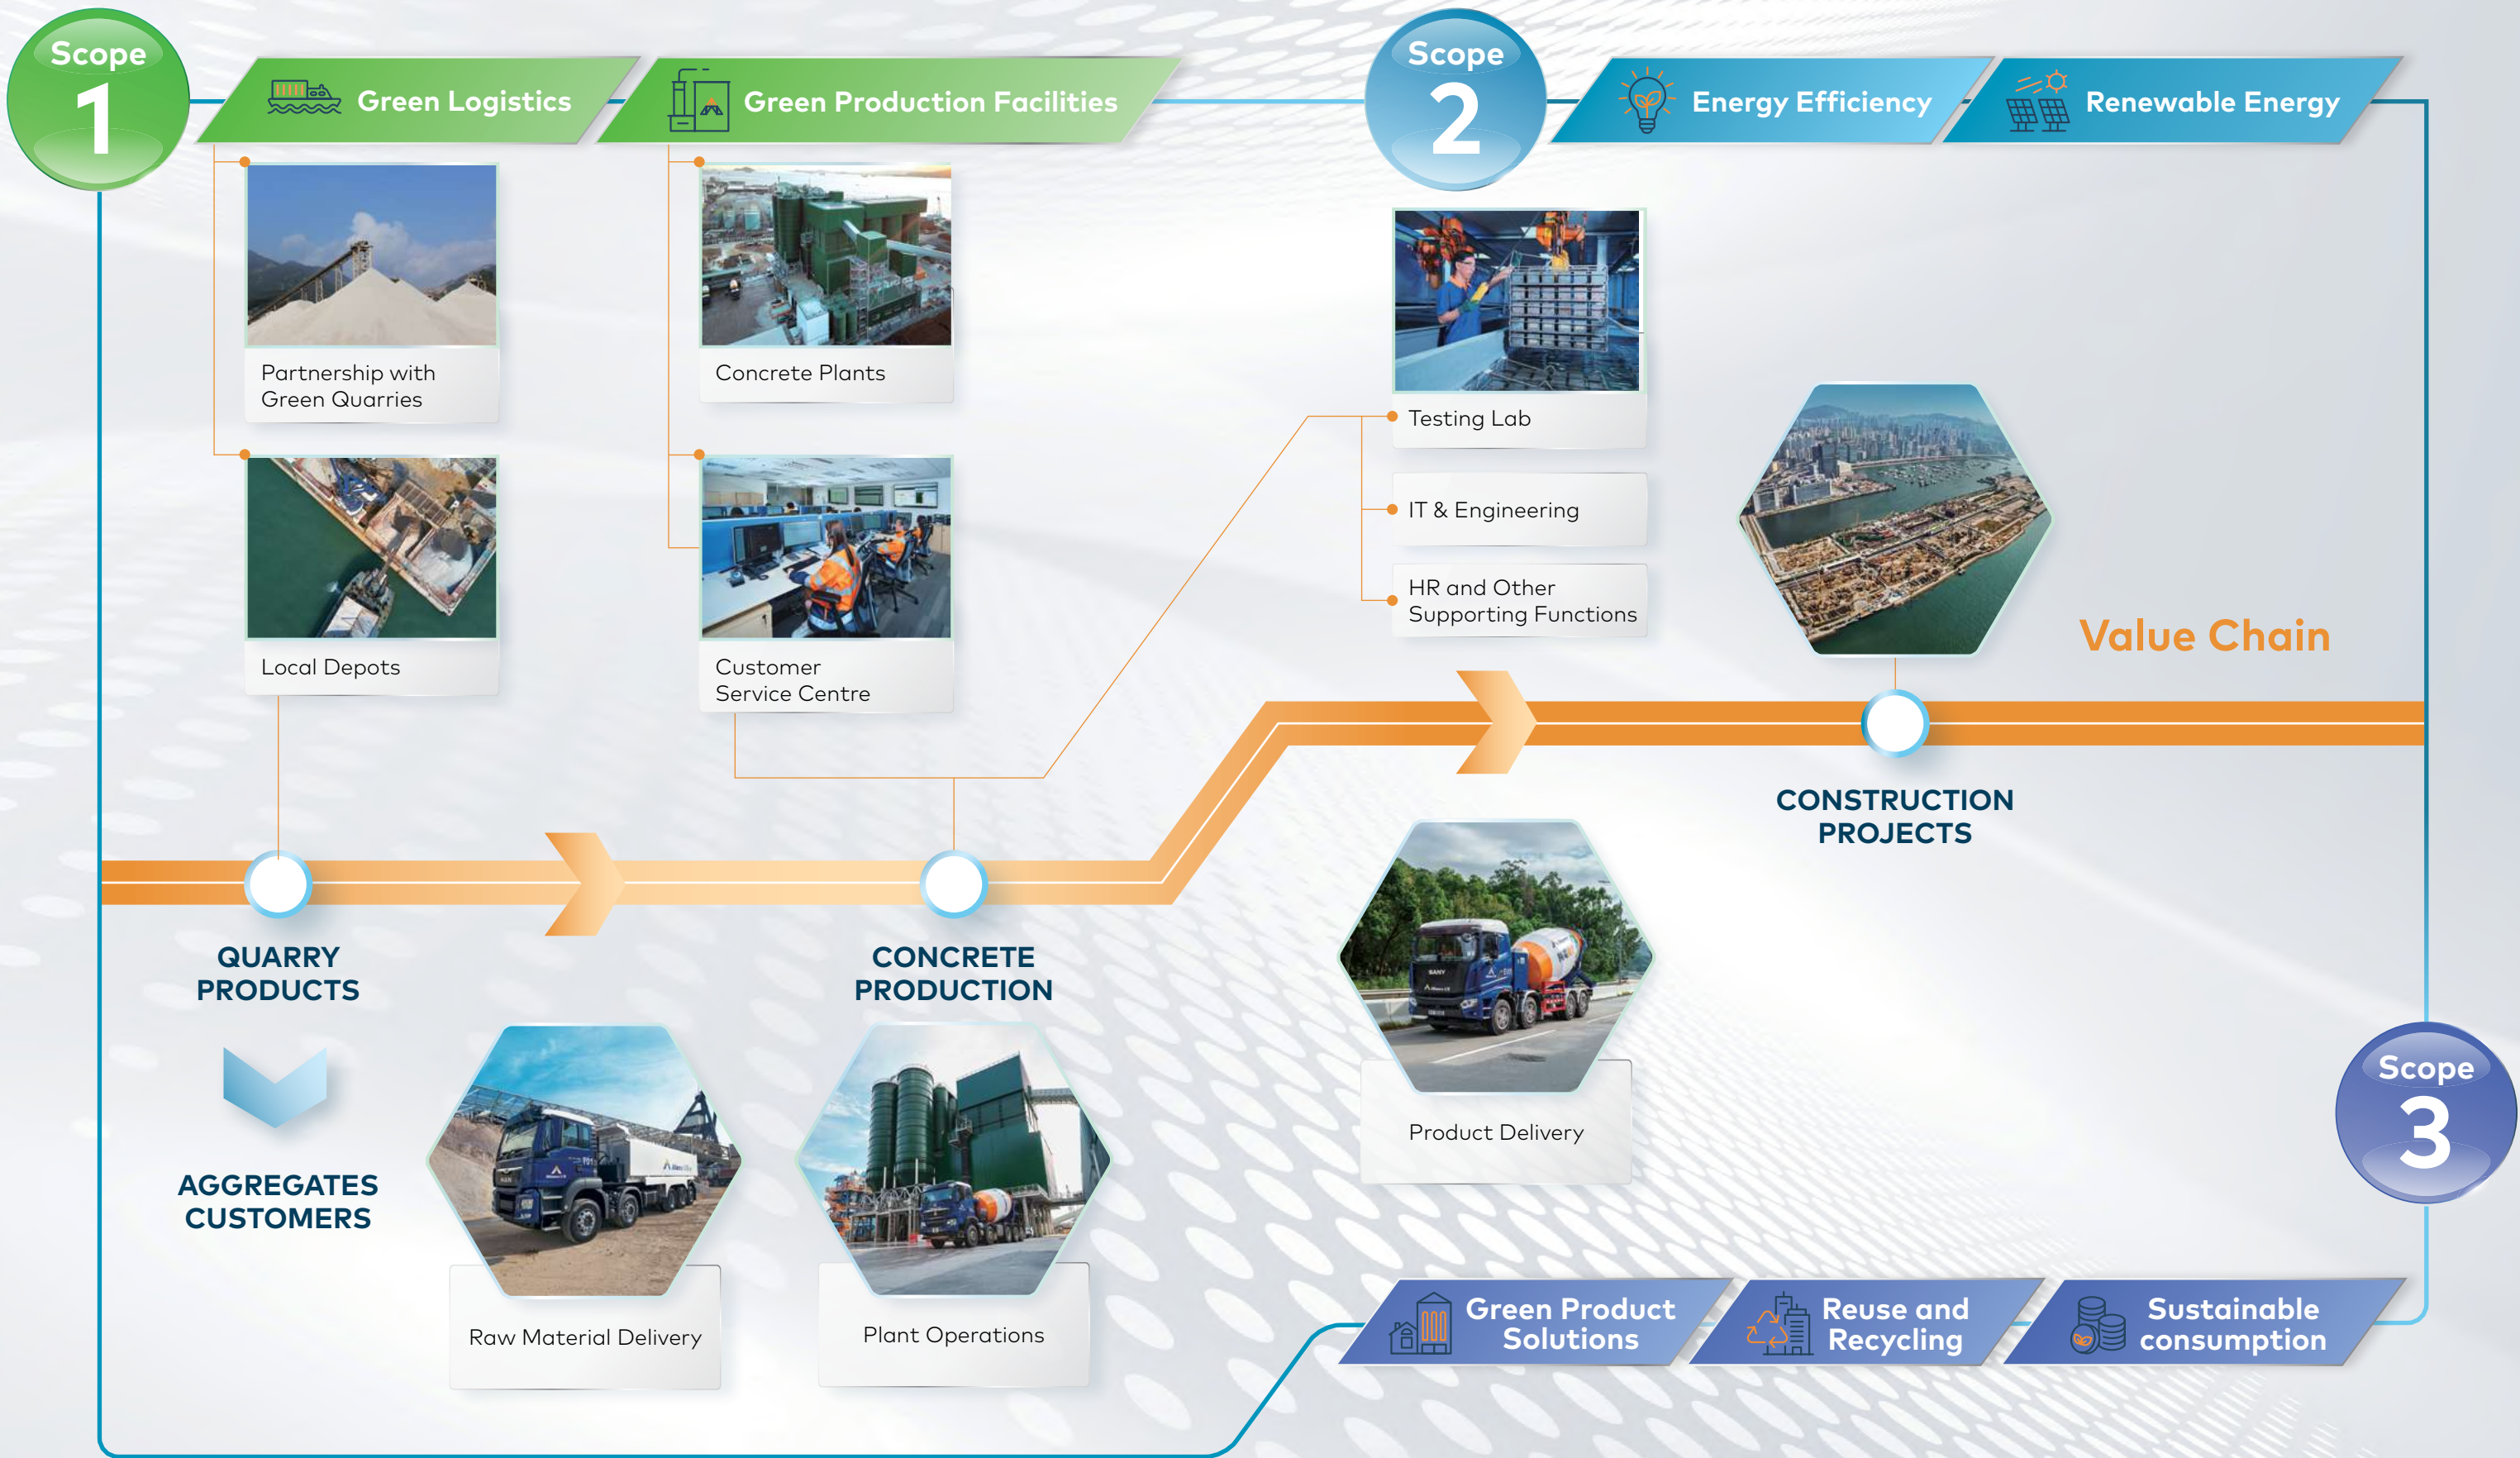 Scope
1
Green Logistics
Green Production Facilities
Scope
2
Energy Efficiency
Renewable Energy
Partnership with
Green Quarries
Concrete Plants
Testing Lab
IT & Engineering
HR and Other
Supporting Functions
Local Depots
Customer
Service Centre
Value Chain
CONSTRUCTION
PROJECTS
QUARRY
PRODUCTS
CONCRETE
PRODUCTION
AGGREGATES
CUSTOMERS
SANY
Raw Material Delivery
Plant Operations
Product Delivery
Scope
3
Green Product
Solutions
Reuse and
Recycling
Sustainable
consumption